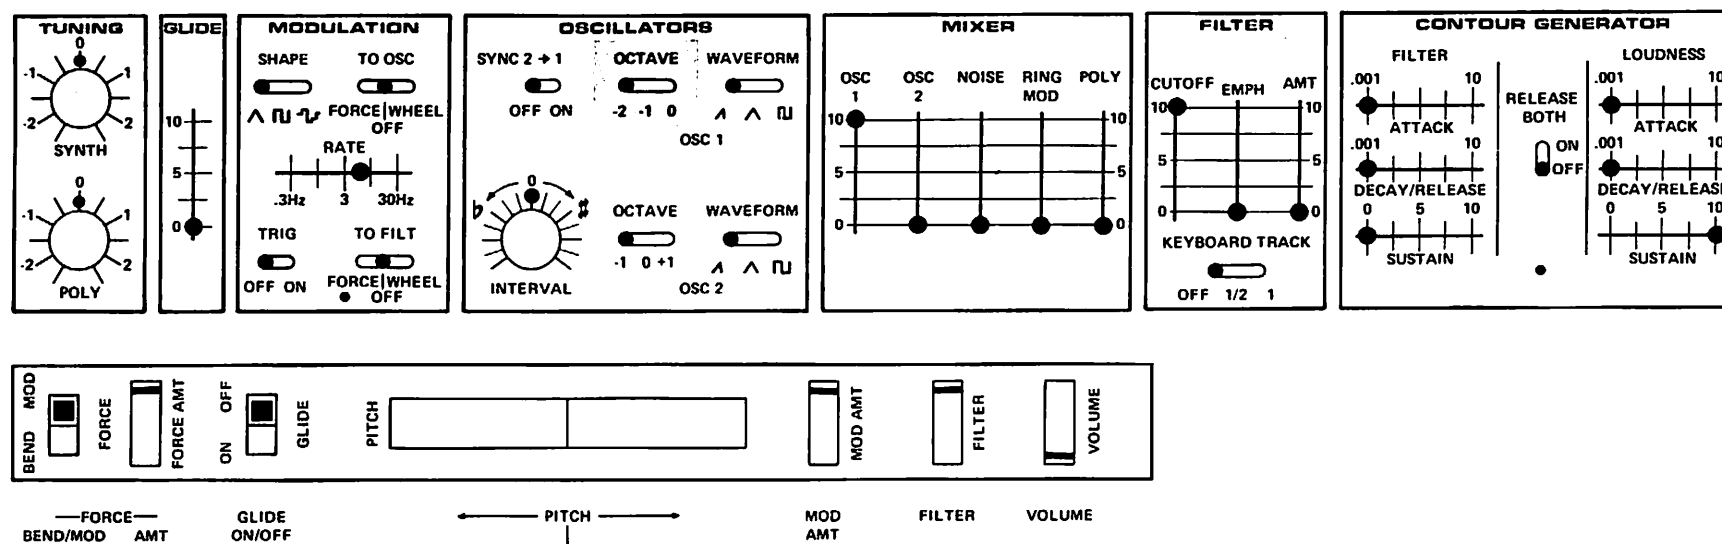 TUNING
0
-1 1
-2 2
SYNTH
0
-1 1
-2 2
POLY
GLIDE
10
5
0
MODULATION
SHAPE TO OSC
FORCE|WHEEL
OFF
RATE
.3Hz 3 30Hz
TRIG TO FILT
OFF ON FORCE|WHEEL
OFF
OSCILLATORS
SYNC 2 → 1 OCTAVE WAVEFORM
OFF ON -2 -1 0
OSC 1
♭ 0 ♯
OCTAVE WAVEFORM
-1 0 +1
INTERVAL OSC 2
MIXER
OSC 1 OSC 2 NOISE RING MOD POLY
10 10
5 5
0 0
FILTER
CUTOFF EMPH AMT
10 10
5 5
0 0
KEYBOARD TRACK
OFF 1/2 1
CONTOUR GENERATOR
FILTER
.001 10
ATTACK
.001 10
DECAY/RELEASE
0 5 10
SUSTAIN
RELEASE
BOTH
ON
OFF
LOUDNESS
.001 10
ATTACK
.001 10
DECAY/RELEASE
0 5 10
SUSTAIN
BEND MOD
FORCE
FORCE AMT
ON OFF
GLIDE
PITCH
MOD AMT
FILTER
VOLUME
FORCE
BEND/MOD AMT
GLIDE
ON/OFF
PITCH
MOD
AMT
FILTER
VOLUME